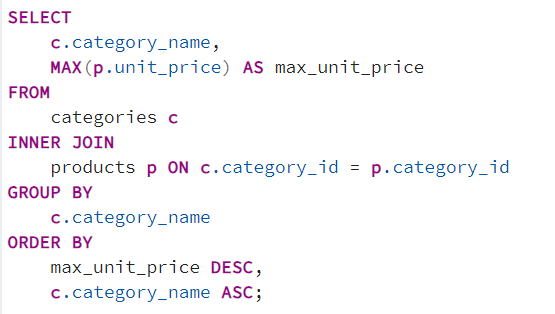 SELECT
    c.category_name,
    MAX(p.unit_price) AS max_unit_price
FROM
    categories c
INNER JOIN
    products p ON c.category_id = p.category_id
GROUP BY
    c.category_name
ORDER BY
    max_unit_price DESC,
    c.category_name ASC;